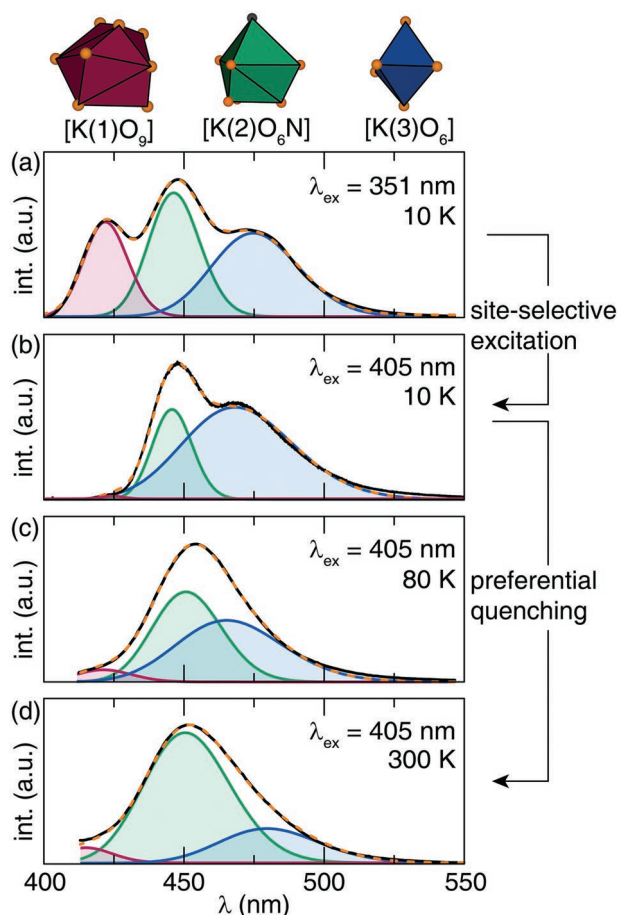 [K(1)O₉] [K(2)O₆N] [K(3)O₆]
(a)
λex = 351 nm
10 K
int. (a.u.)
site-selective
excitation
(b)
λex = 405 nm
10 K
int. (a.u.)
(c)
λex = 405 nm
80 K
int. (a.u.)
preferential
quenching
(d)
λex = 405 nm
300 K
int. (a.u.)
400 450 500 550
λ (nm)